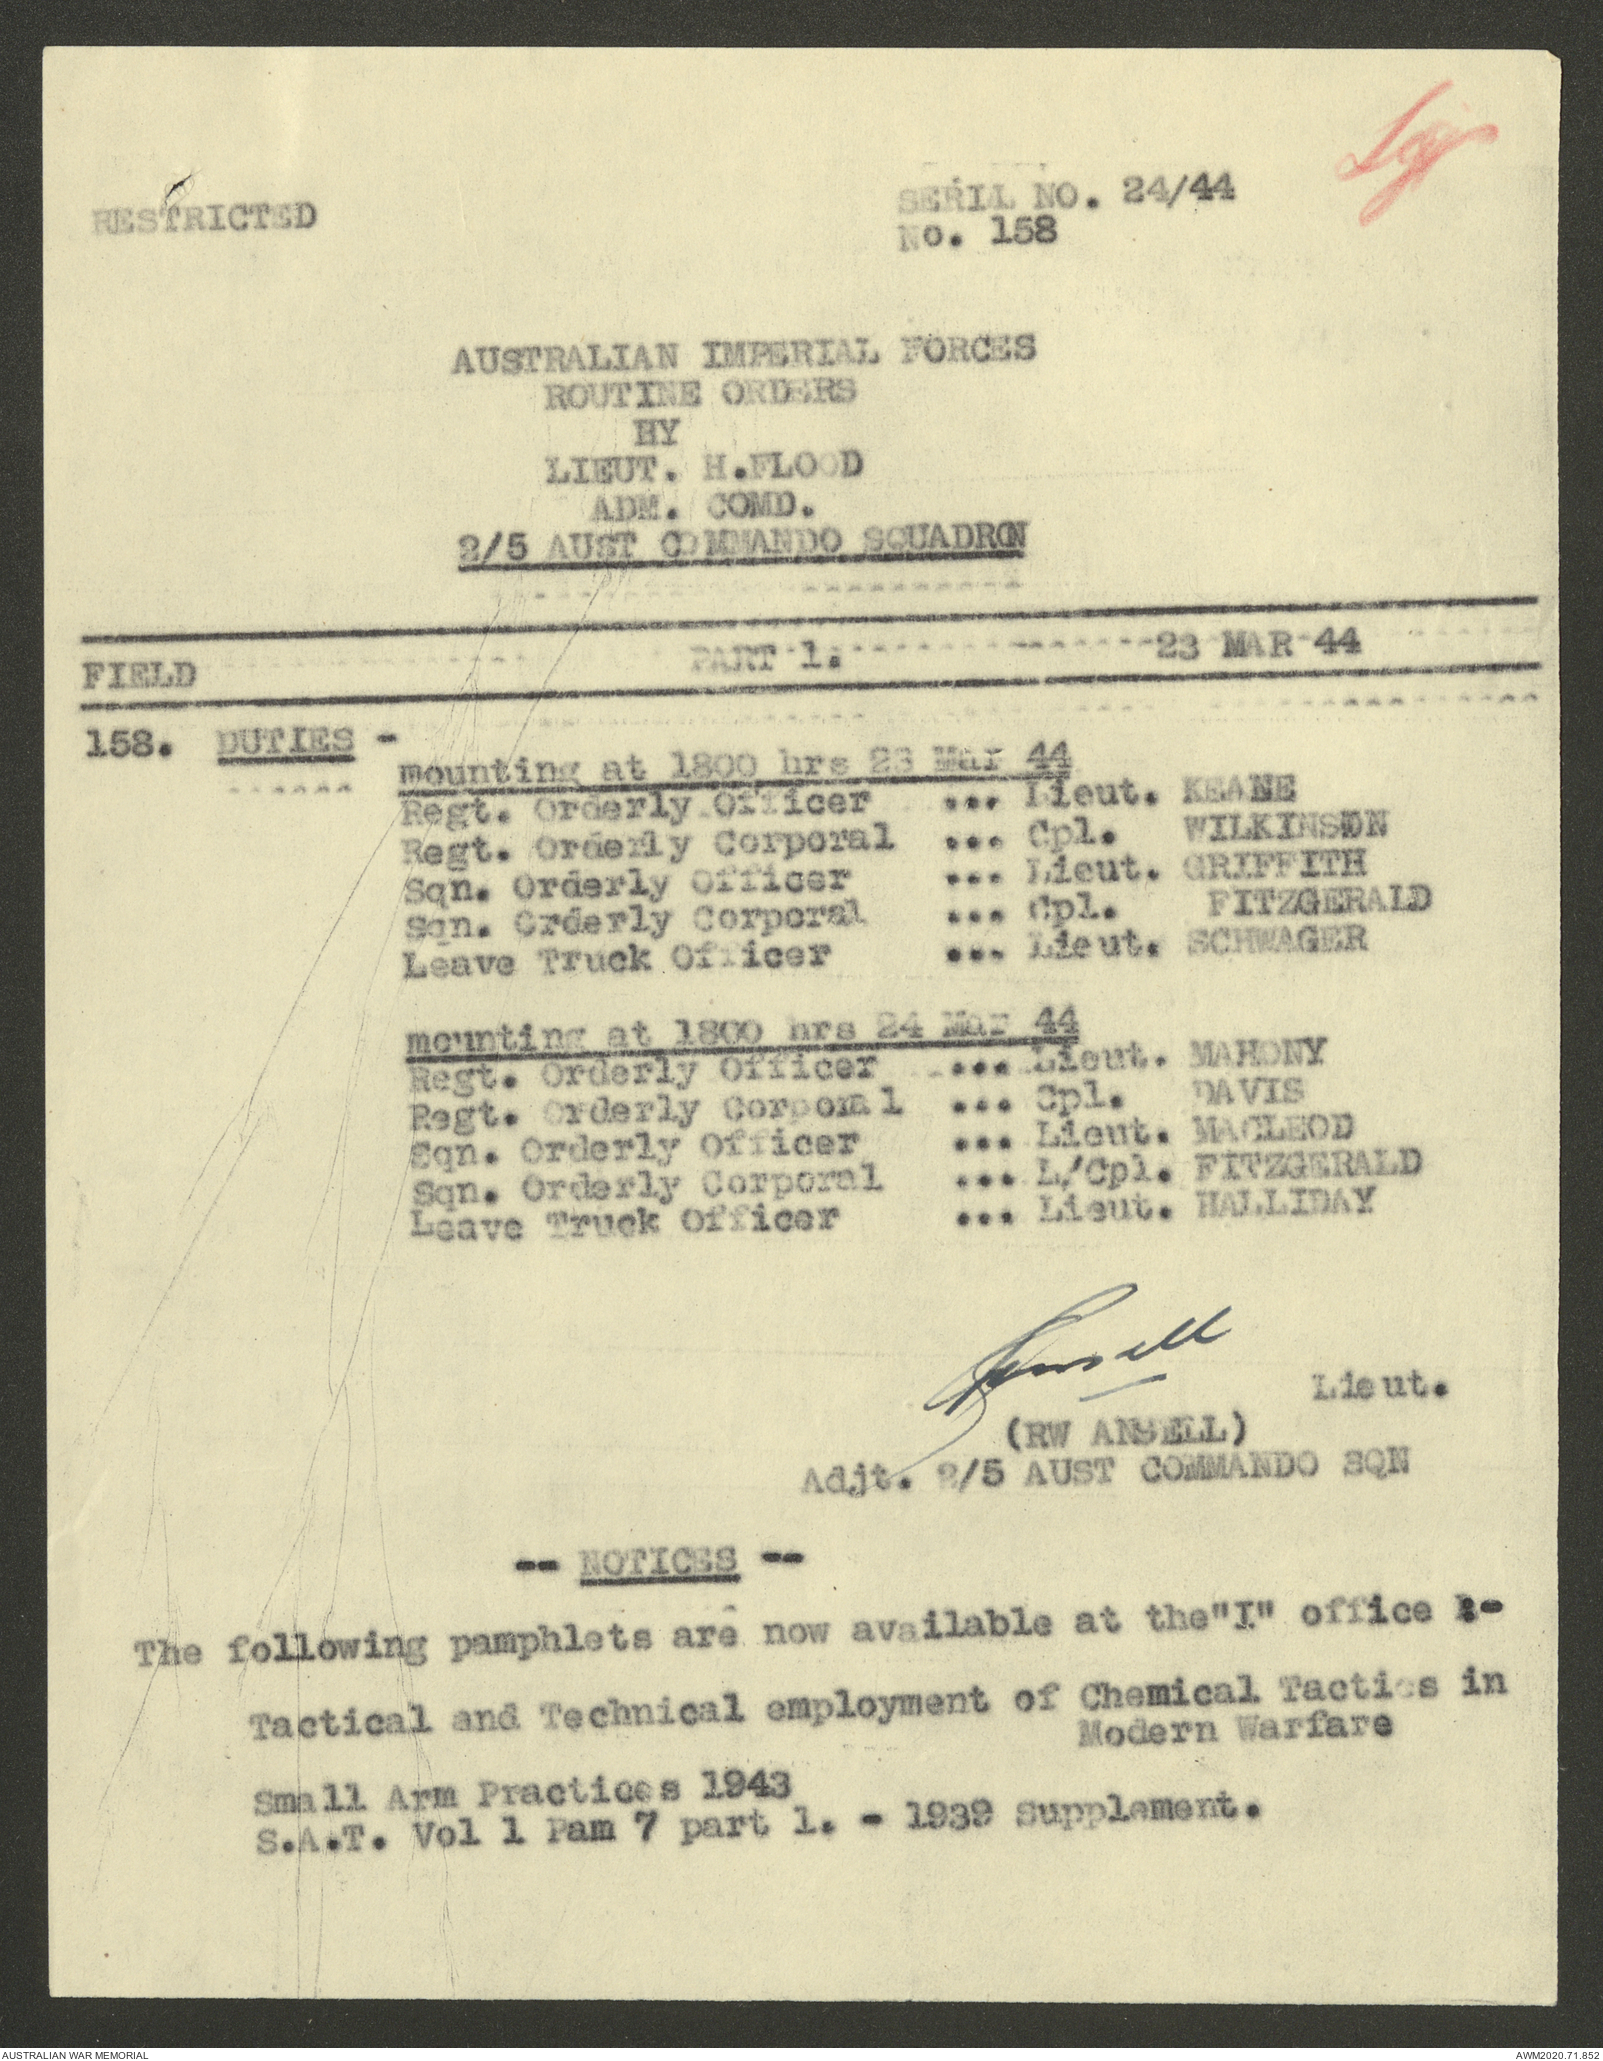 RESTRICTED
SERIL NO. 24/44
No. 158
AUSTRALIAN IMPERIAL FORCES
ROUTINE ORDERS
BY
LIEUT. H.FLOOD
ADM. COMD.
2/5 AUST COMMANDO SQUADRON
FIELD PART 1. 23 MAR 44
158. DUTIES -
mounting at 1800 hrs 23 Mar 44
Regt. Orderly Officer ... Lieut. KEANE
Regt. Orderly Corporal ... Cpl. WILKINSON
Sqn. Orderly Officer ... Lieut. GRIFFITH
Sqn. Orderly Corporal ... Cpl. FITZGERALD
Leave Truck Officer ... Lieut. SCHWAGER
mounting at 1800 hrs 24 Mar 44
Regt. Orderly Officer ... Lieut. MAHONY
Regt. Orderly Corporal ... Cpl. DAVIS
Sqn. Orderly Officer ... Lieut. MACLEOD
Sqn. Orderly Corporal ... L/Cpl. FITZGERALD
Leave Truck Officer ... Lieut. HALLIDAY
Lieut.
(RW ANSELL)
Adjt. 2/5 AUST COMMANDO SQN
-- NOTICES --
The following pamphlets are now available at the "I" office :-
Tactical and Technical employment of Chemical Tactics in
Modern Warfare
Small Arm Practices 1943
S.A.T. Vol 1 Pam 7 part 1. - 1939 Supplement.
AUSTRALIAN WAR MEMORIAL
AWM2020.71.852